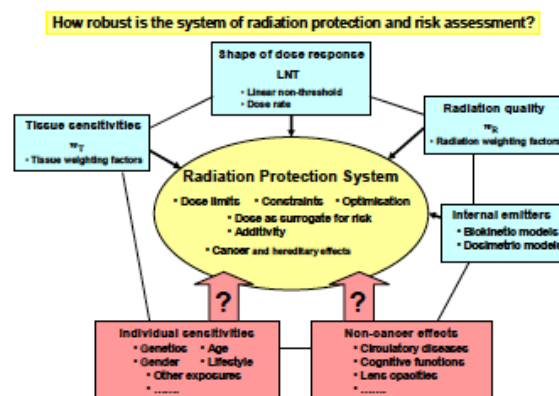 How robust is the system of radiation protection and risk assessment?
Shape of dose response
LNT
• Linear non-threshold
• Dose rate
Tissue sensitivities
wT
• Tissue weighting factors
Radiation quality
wR
• Radiation weighting factors
Radiation Protection System
• Dose limits • Constraints • Optimisation
• Dose as surrogate for risk
• Additivity
• Cancer and hereditary effects
Internal emitters
• Biokinetic models
• Dosimetric models
?
?
Individual sensitivities
• Genetics • Age
• Gender • Lifestyle
• Other exposures
• .......
Non-cancer effects
• Circulatory diseases
• Cognitive functions
• Lens opacities
• .......